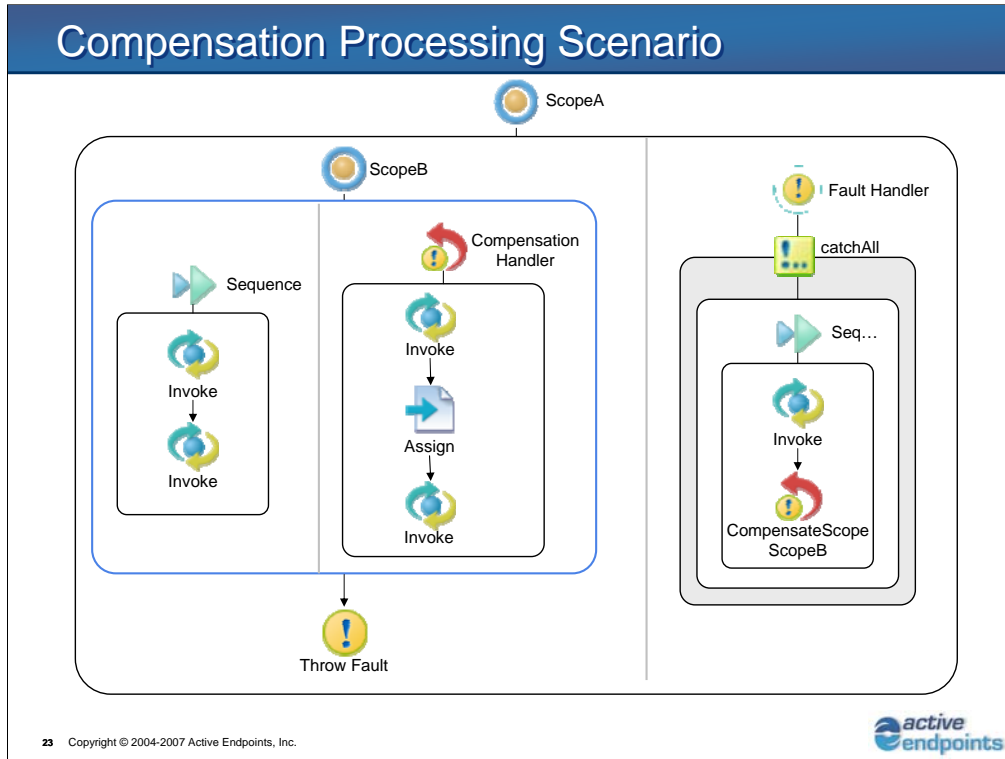 Compensation Processing Scenario
ScopeA
ScopeB
Fault Handler
Compensation
Handler
catchAll
Sequence
Invoke
Seq…
Invoke
Assign
Invoke
Invoke
Invoke
Invoke
CompensateScope
ScopeB
Throw Fault
23 Copyright © 2004-2007 Active Endpoints, Inc.
active
endpoints